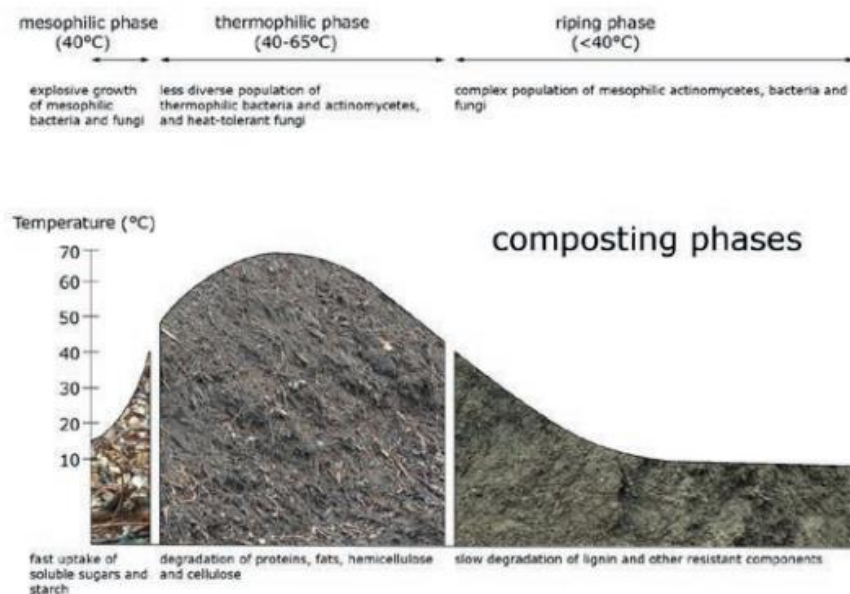 mesophilic phase
(40°C)
thermophilic phase
(40-65°C)
riping phase
(<40°C)
explosive growth
of mesophilic
bacteria and fungi
less diverse population of
thermophilic bacteria and actinomycetes,
and heat-tolerant fungi
complex population of mesophilic actinomycetes, bacteria and
fungi
Temperature (°C)
composting phases
70
60
50
40
30
20
10
fast uptake of
soluble sugars and
starch
degradation of proteins, fats, hemicellulose
and cellulose
slow degradation of lignin and other resistant components